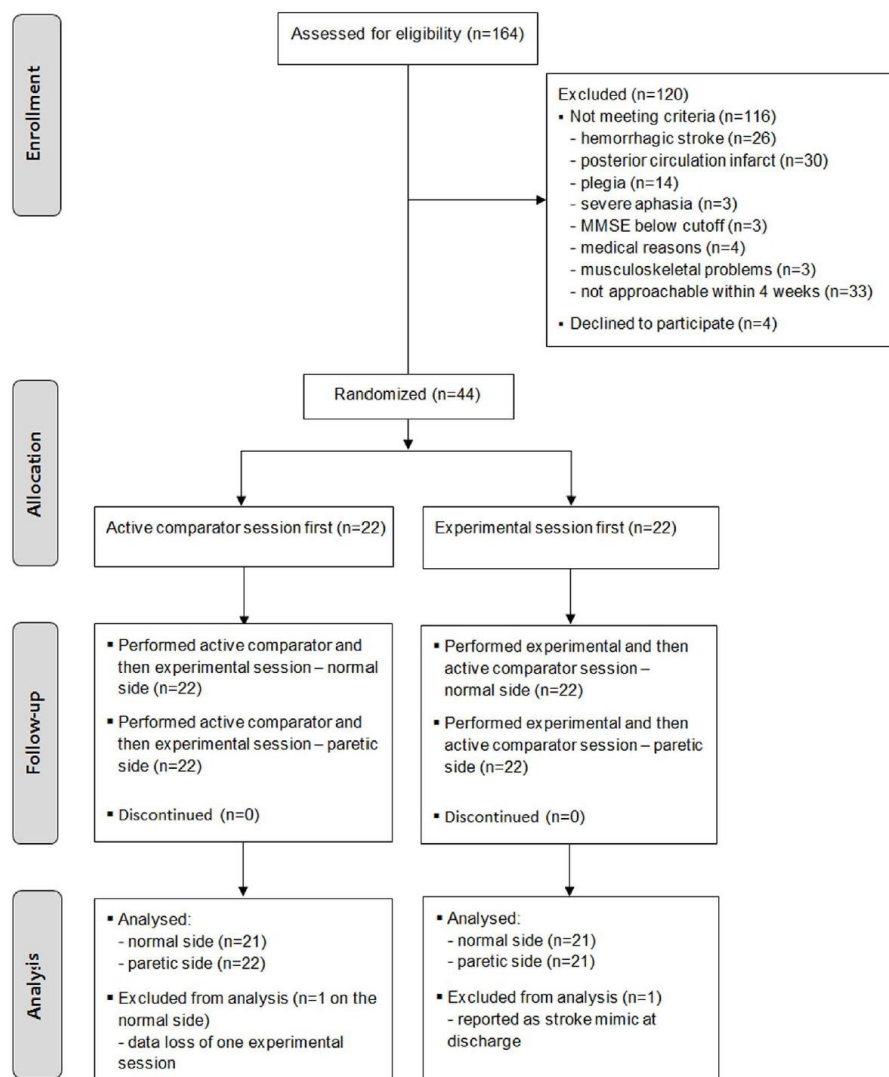 Assessed for eligibility (n=164)
Enrollment
Excluded (n=120)
▪ Not meeting criteria (n=116)
- hemorrhagic stroke (n=26)
- posterior circulation infarct (n=30)
- plegia (n=14)
- severe aphasia (n=3)
- MMSE below cutoff (n=3)
- medical reasons (n=4)
- musculoskeletal problems (n=3)
- not approachable within 4 weeks (n=33)
▪ Declined to participate (n=4)
Randomized (n=44)
Allocation
Active comparator session first (n=22)
Experimental session first (n=22)
Follow-up
▪ Performed active comparator and
then experimental session – normal
side (n=22)
▪ Performed active comparator and
then experimental session – paretic
side (n=22)
▪ Discontinued (n=0)
▪ Performed experimental and then
active comparator session –
normal side (n=22)
▪ Performed experimental and then
active comparator session – paretic
side (n=22)
▪ Discontinued (n=0)
Analysis
▪ Analysed:
- normal side (n=21)
- paretic side (n=22)
▪ Excluded from analysis (n=1 on the
normal side)
- data loss of one experimental
session
▪ Analysed:
- normal side (n=21)
- paretic side (n=21)
▪ Excluded from analysis (n=1)
- reported as stroke mimic at
discharge